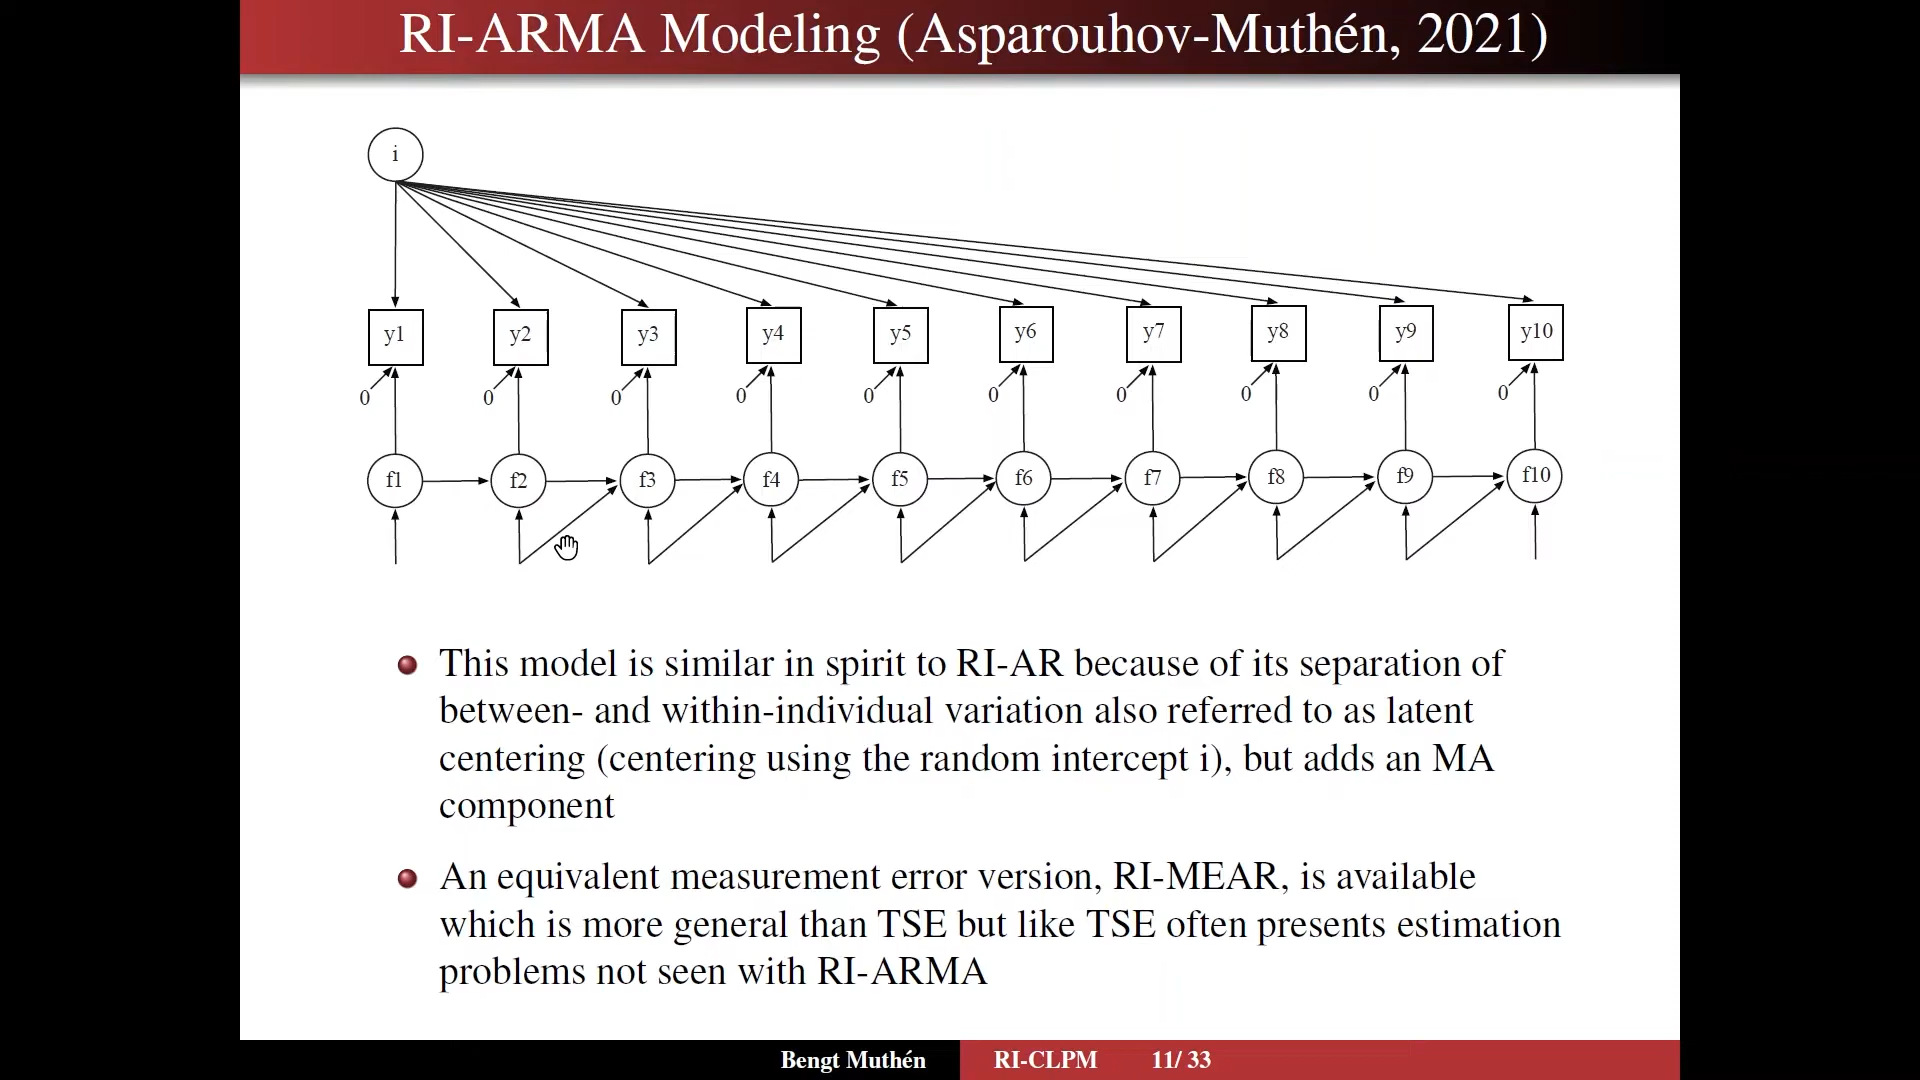 RI-ARMA Modeling (Asparouhov-Muthén, 2021)
i
y1 y2 y3 y4 y5 y6 y7 y8 y9 y10
0 0 0 0 0 0 0 0 0 0
f1 f2 f3 f4 f5 f6 f7 f8 f9 f10
This model is similar in spirit to RI-AR because of its separation of
between- and within-individual variation also referred to as latent
centering (centering using the random intercept i), but adds an MA
component
An equivalent measurement error version, RI-MEAR, is available
which is more general than TSE but like TSE often presents estimation
problems not seen with RI-ARMA
Bengt Muthén RI-CLPM 11/ 33